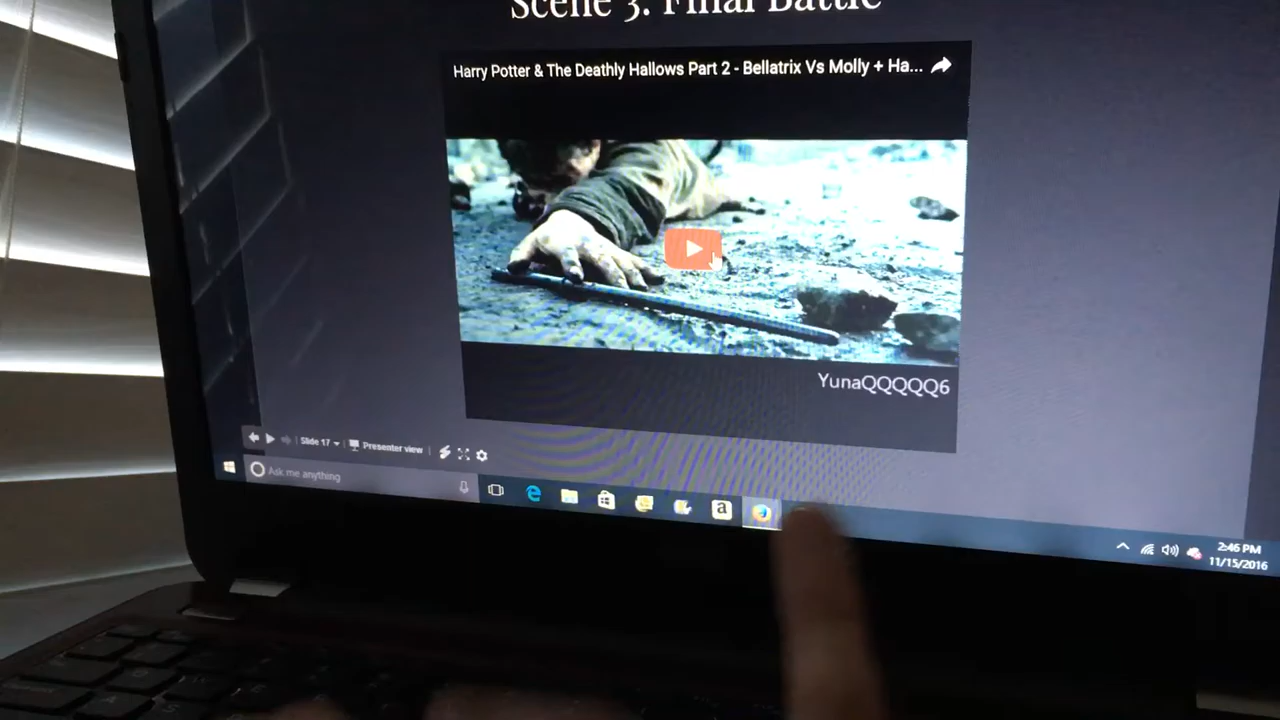 Scene 3: Final Battle
Harry Potter & The Deathly Hallows Part 2 - Bellatrix Vs Molly + Ha...
YunaQQQQQ6
Slide 17
Presenter view
Ask me anything
a
2:46 PM
11/15/2016